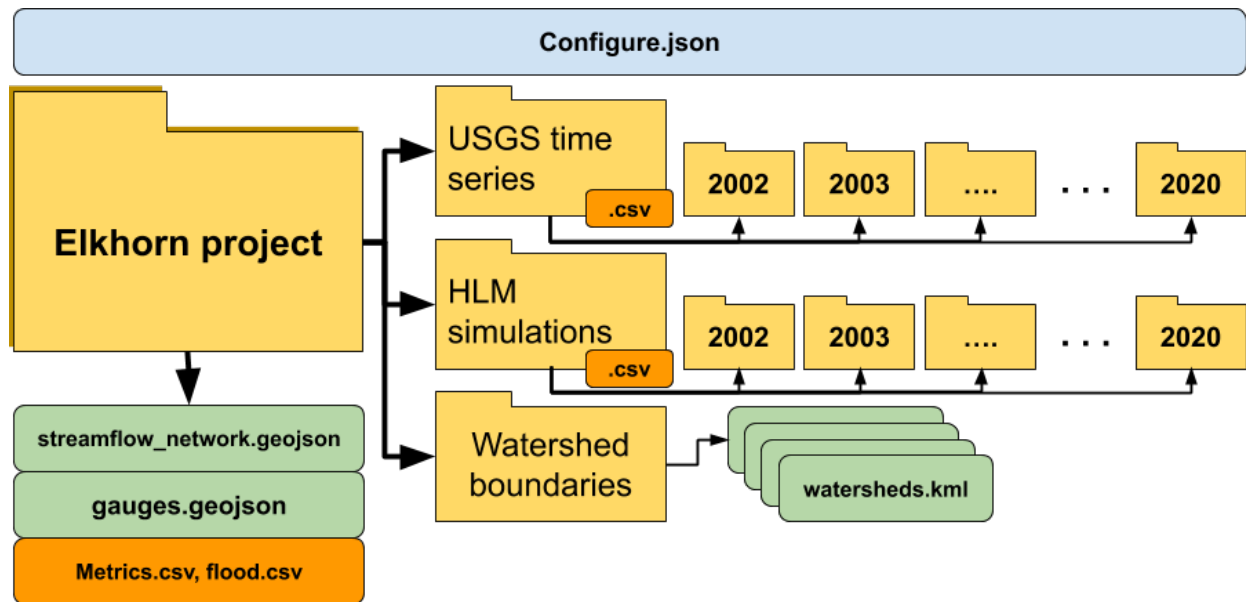 Configure.json
Elkhorn project
USGS time
series
.csv
2002
2003
....
. . .
2020
HLM
simulations
.csv
2002
2003
....
. . .
2020
Watershed
boundaries
watersheds.kml
streamflow_network.geojson
gauges.geojson
Metrics.csv, flood.csv